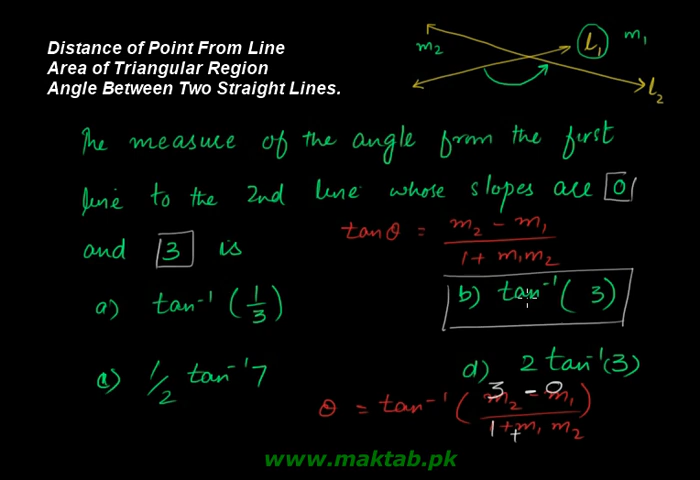 Distance of Point From Line
Area of Triangular Region
Angle Between Two Straight Lines.
m₂ l₁ m₁
l₂
The measure of the angle from the first
line to the 2nd line whose slopes are 0
and 3 is
tanθ = (m₂ - m₁)/(1 + m₁m₂)
a) tan⁻¹ (1/3)
b) tan⁻¹ ( 3)
c) 1/2 tan⁻¹ 7
d) 2 tan⁻¹(3)
3 - 0
θ = tan⁻¹ ((m₂ - m₁)/(1 + m₁ m₂))
1 +
www.maktab.pk